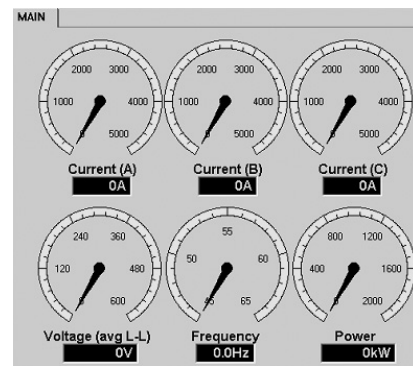 MAIN
2000 3000 2000 3000 2000 3000
1000 4000 1000 4000 1000 4000
0 5000 0 5000 0 5000
Current (A) Current (B) Current (C)
0A 0A 0A
240 360 55 800 1200
120 480 50 60 400 1600
0 600 45 65 0 2000
Voltage (avg L-L) Frequency Power
0V 0.0Hz 0kW